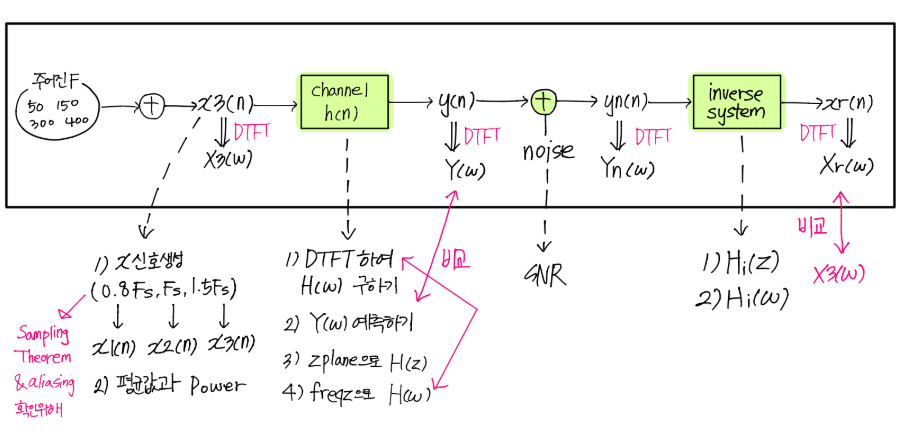 주어진F
50 150
300 400
+
x3(n)
DTFT
X3(w)
channel
h(n)
y(n)
DTFT
Y(w)
+
noise
yn(n)
DTFT
Yn(w)
inverse
system
xr(n)
DTFT
Xr(w)
비교
X3(w)
1) x신호생성
(0.8Fs, Fs, 1.5Fs)
x1(n) x2(n) x3(n)
2) 평균값과 Power
Sampling
Theorem
& aliasing
확인위해
1) DTFT 하여
H(w) 구하기
2) Y(w) 예측하기
3) zplane으로 H(z)
4) freqz으로 H(w)
비교
SNR
1) Hi(z)
2) Hi(w)